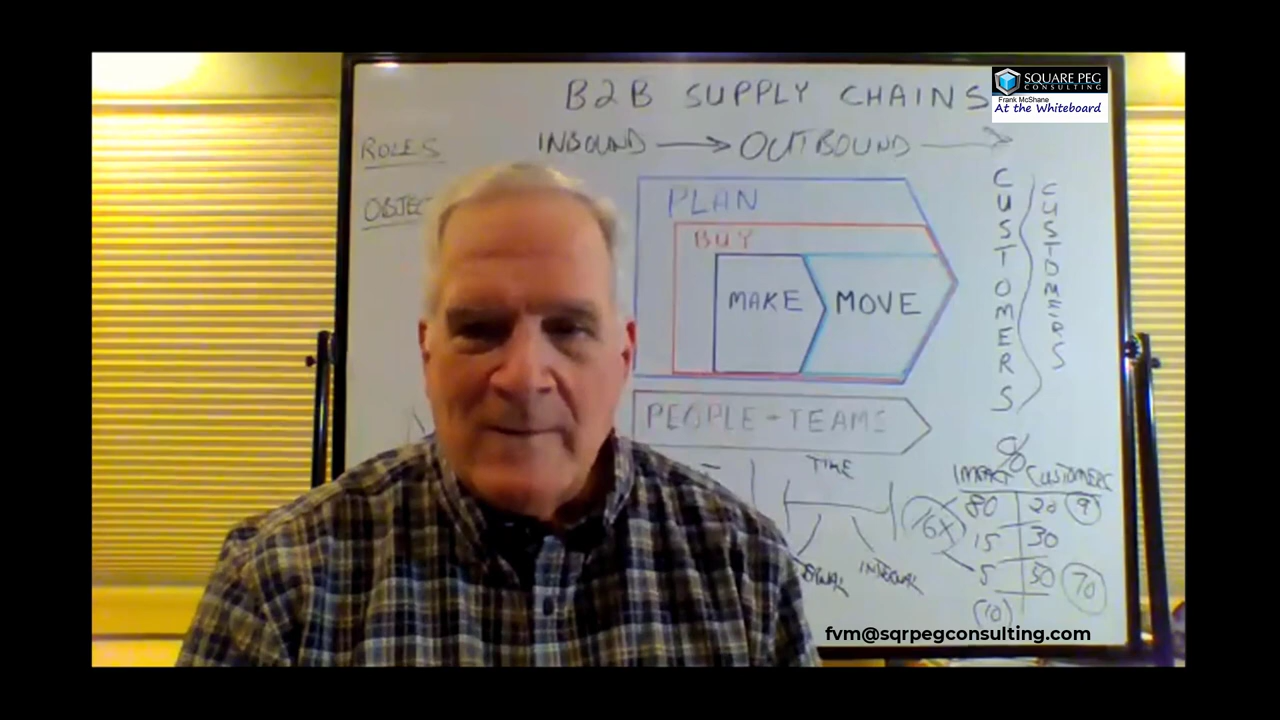 B2B SUPPLY CHAINS
SQUARE PEG
CONSULTING
Frank McShane
At the Whiteboard
ROLES
INBOUND → OUTBOUND →
OBJEC
PLAN
BUY
MAKE
MOVE
CUSTOMERS
CUSTOMERS
PEOPLE - TEAMS
TIME
INTERNAL
%
IMPACT CUSTOMERS
80 20 9
15 30
5 50 70
(10)
16X
fvm@sqrpegconsulting.com